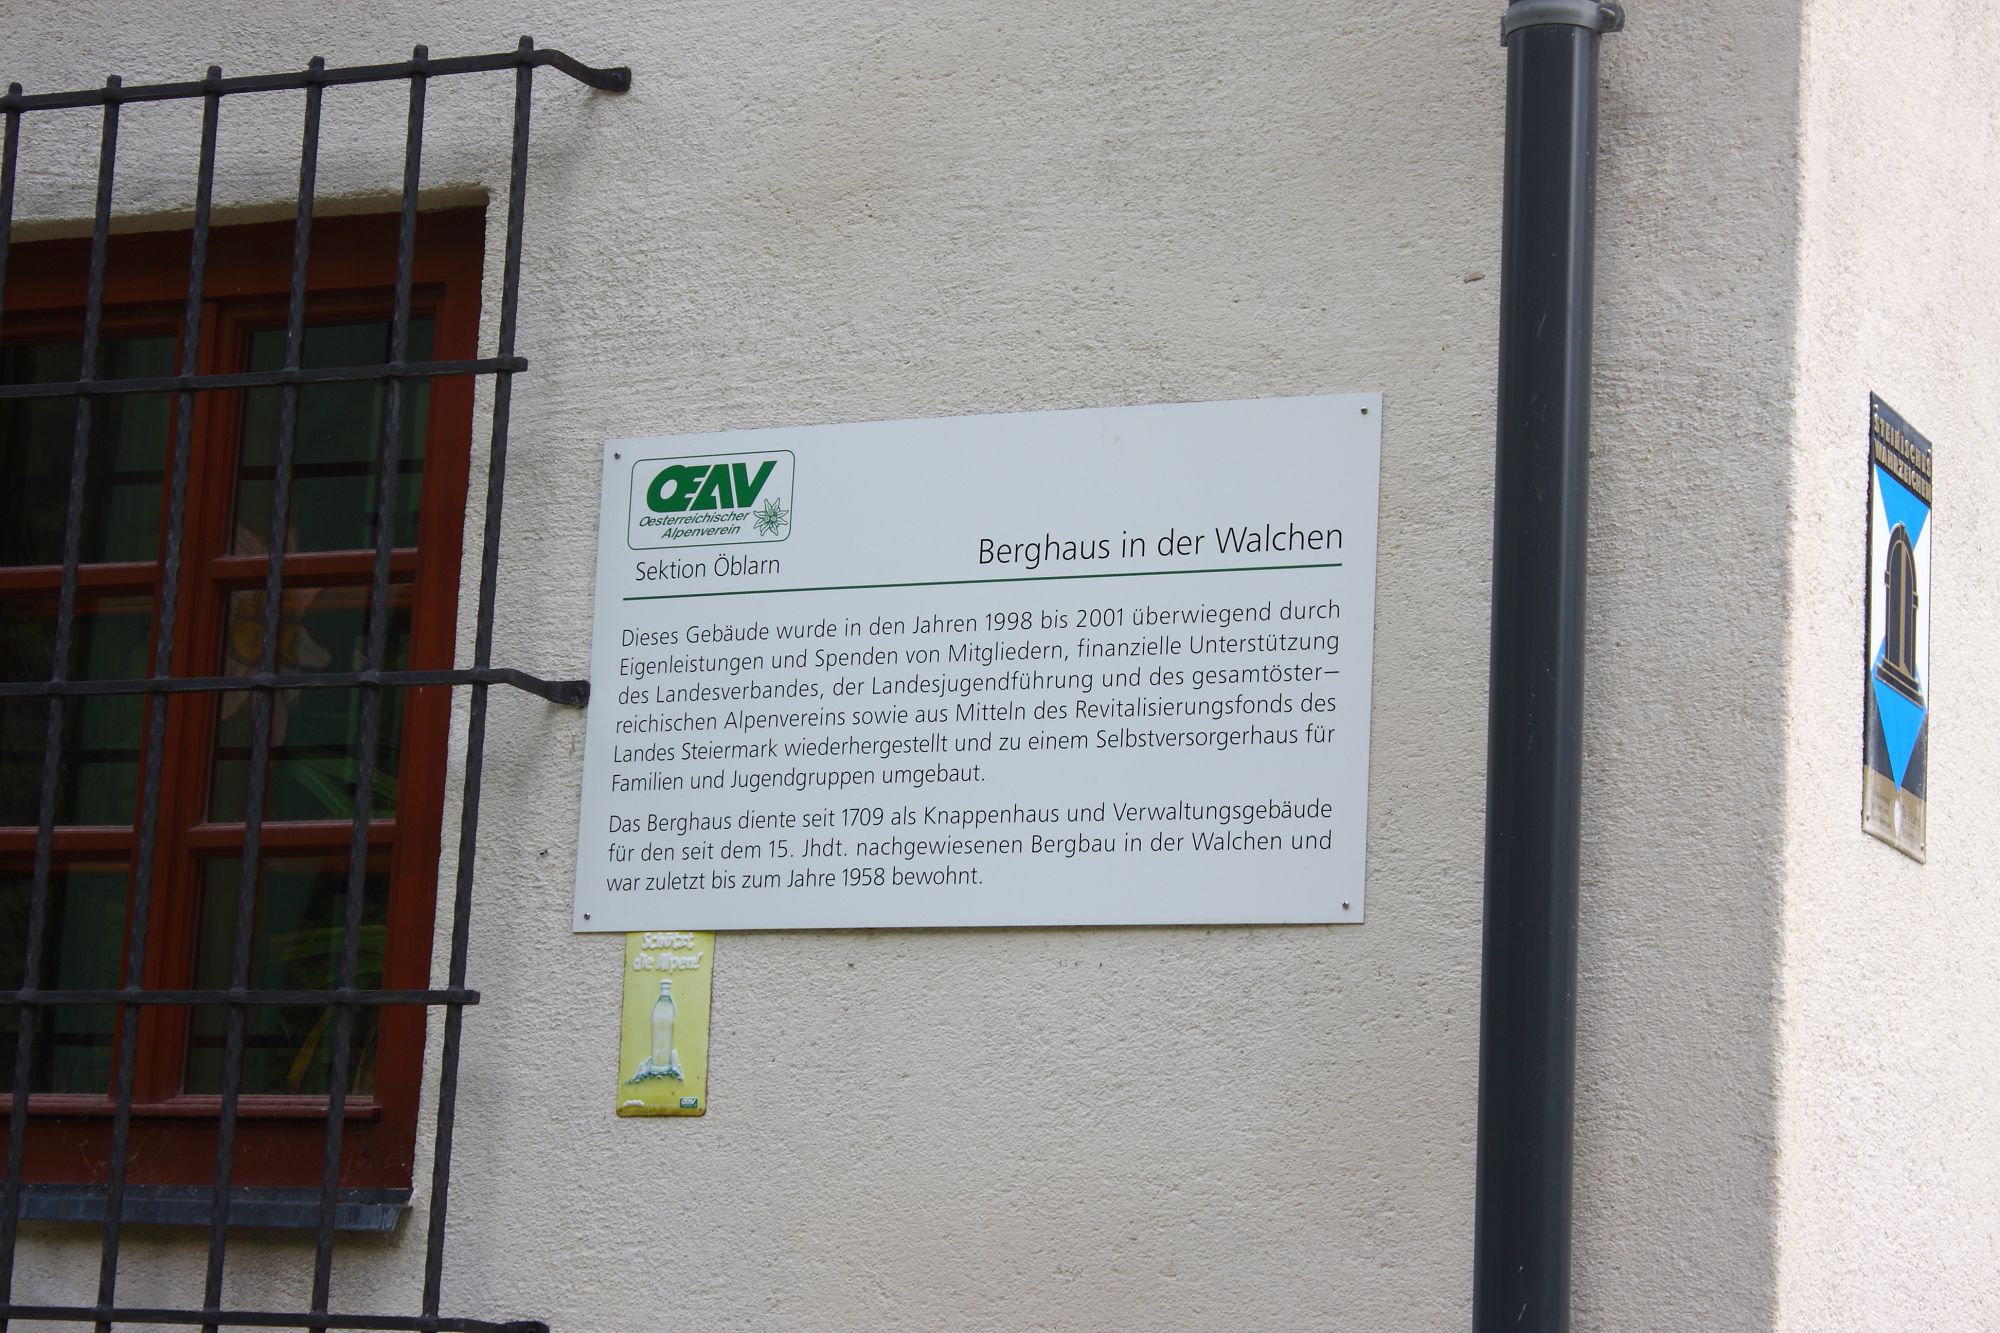 ŒAV
Oesterreichischer
Alpenverein
Sektion Öblarn
Berghaus in der Walchen
Dieses Gebäude wurde in den Jahren 1998 bis 2001 überwiegend durch
Eigenleistungen und Spenden von Mitgliedern, finanzielle Unterstützung
des Landesverbandes, der Landesjugendführung und des gesamtöster–
reichischen Alpenvereins sowie aus Mitteln des Revitalisierungsfonds des
Landes Steiermark wiederhergestellt und zu einem Selbstversorgerhaus für
Familien und Jugendgruppen umgebaut.
Das Berghaus diente seit 1709 als Knappenhaus und Verwaltungsgebäude
für den seit dem 15. Jhdt. nachgewiesenen Bergbau in der Walchen und
war zuletzt bis zum Jahre 1958 bewohnt.
Schützt
die Alpen!
ŒAV
STEIRISCHES
WAHRZEICHEN